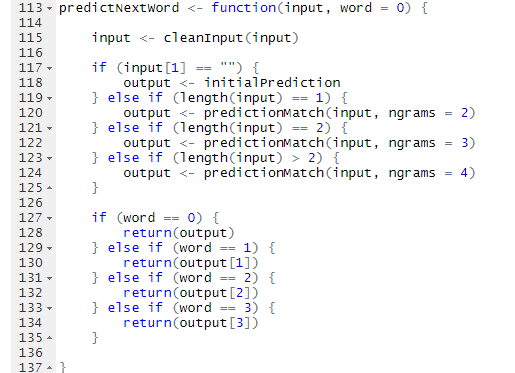 113 predictNextWord <- function(input, word = 0) {
114
115     input <- cleanInput(input)
116
117     if (input[1] == "") {
118         output <- initialPrediction
119     } else if (length(input) == 1) {
120         output <- predictionMatch(input, ngrams = 2)
121     } else if (length(input) == 2) {
122         output <- predictionMatch(input, ngrams = 3)
123     } else if (length(input) > 2) {
124         output <- predictionMatch(input, ngrams = 4)
125     }
126
127     if (word == 0) {
128         return(output)
129     } else if (word == 1) {
130         return(output[1])
131     } else if (word == 2) {
132         return(output[2])
133     } else if (word == 3) {
134         return(output[3])
135     }
136
137 }